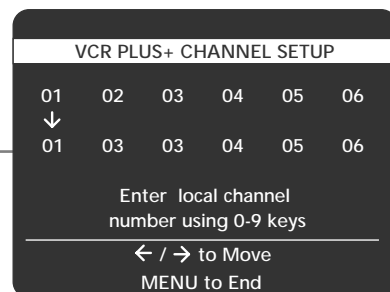 VCR PLUS+ CHANNEL SETUP
01 02 03 04 05 06
↓
01 03 03 04 05 06
Enter local channel
number using 0-9 keys
← / → to Move
MENU to End